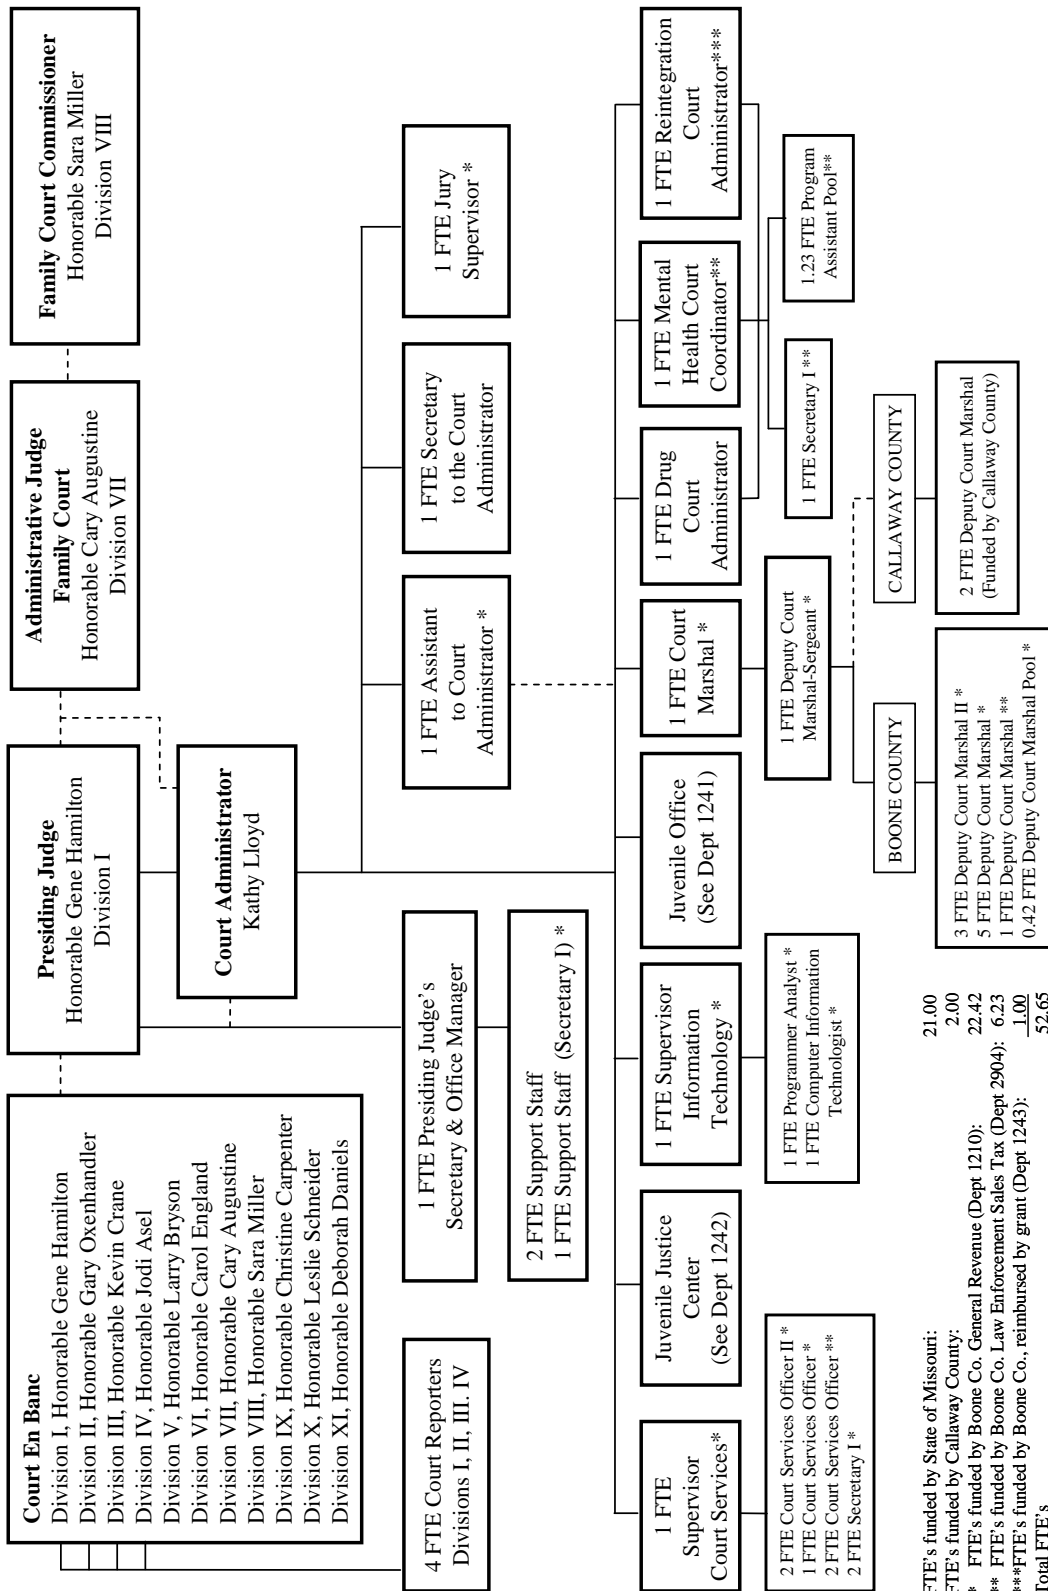 Court En Banc
Division I, Honorable Gene Hamilton
Division II, Honorable Gary Oxenhandler
Division III, Honorable Kevin Crane
Division IV, Honorable Jodi Asel
Division V, Honorable Larry Bryson
Division VI, Honorable Carol England
Division VII, Honorable Cary Augustine
Division VIII, Honorable Sara Miller
Division IX, Honorable Christine Carpenter
Division X, Honorable Leslie Schneider
Division XI, Honorable Deborah Daniels
Presiding Judge
Honorable Gene Hamilton
Division I
Administrative Judge
Family Court
Honorable Cary Augustine
Division VII
Family Court Commissioner
Honorable Sara Miller
Division VIII
Court Administrator
Kathy Lloyd
4 FTE Court Reporters
Divisions I, II, III. IV
1 FTE Presiding Judge's
Secretary & Office Manager
2 FTE Support Staff
1 FTE Support Staff (Secretary I) *
1 FTE Assistant
to Court
Administrator *
1 FTE Secretary
to the Court
Administrator
1 FTE Jury
Supervisor *
1 FTE
Supervisor
Court Services*
Juvenile Justice
Center
(See Dept 1242)
1 FTE Supervisor
Information
Technology *
Juvenile Office
(See Dept 1241)
1 FTE Court
Marshal *
1 FTE Drug
Court
Administrator
1 FTE Mental
Health Court
Coordinator**
1 FTE Reintegration
Court
Administrator***
2 FTE Court Services Officer II *
1 FTE Court Services Officer *
2 FTE Court Services Officer **
2 FTE Secretary I *
1 FTE Programmer Analyst *
1 FTE Computer Information
Technologist *
1 FTE Deputy Court
Marshal-Sergeant *
1 FTE Secretary I **
1.23 FTE Program
Assistant Pool**
BOONE COUNTY
CALLAWAY COUNTY
3 FTE Deputy Court Marshal II *
5 FTE Deputy Court Marshal *
1 FTE Deputy Court Marshal **
0.42 FTE Deputy Court Marshal Pool *
2 FTE Deputy Court Marshal
(Funded by Callaway County)
FTE's funded by State of Missouri: 21.00
FTE's funded by Callaway County: 2.00
* FTE's funded by Boone Co. General Revenue (Dept 1210): 22.42
** FTE's funded by Boone Co. Law Enforcement Sales Tax (Dept 2904): 6.23
***FTE's funded by Boone Co., reimbursed by grant (Dept 1243): 1.00
Total FTE's 52.65